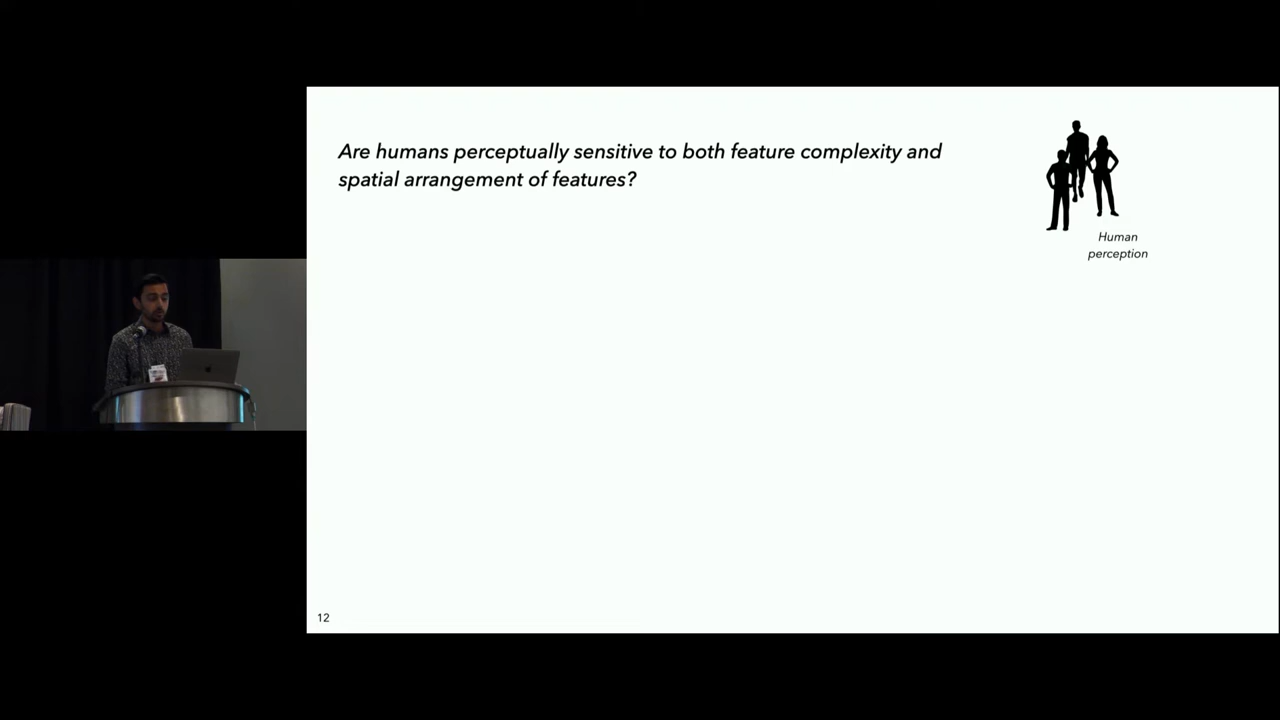 Are humans perceptually sensitive to both feature complexity and
spatial arrangement of features?
Human
perception
12